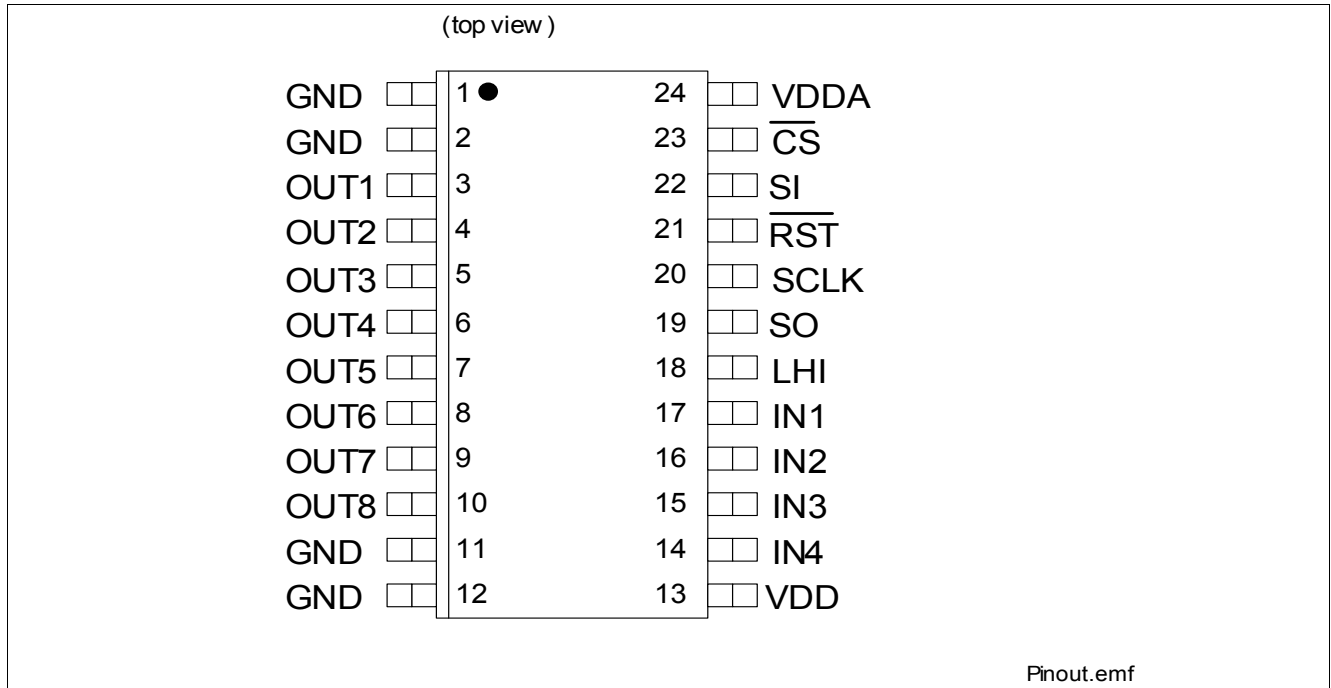 (top view )
GND 1 24 VDDA
GND 2 23 C̅S̅
OUT1 3 22 SI
OUT2 4 21 R̅S̅T̅
OUT3 5 20 SCLK
OUT4 6 19 SO
OUT5 7 18 LHI
OUT6 8 17 IN1
OUT7 9 16 IN2
OUT8 10 15 IN3
GND 11 14 IN4
GND 12 13 VDD
Pinout.emf